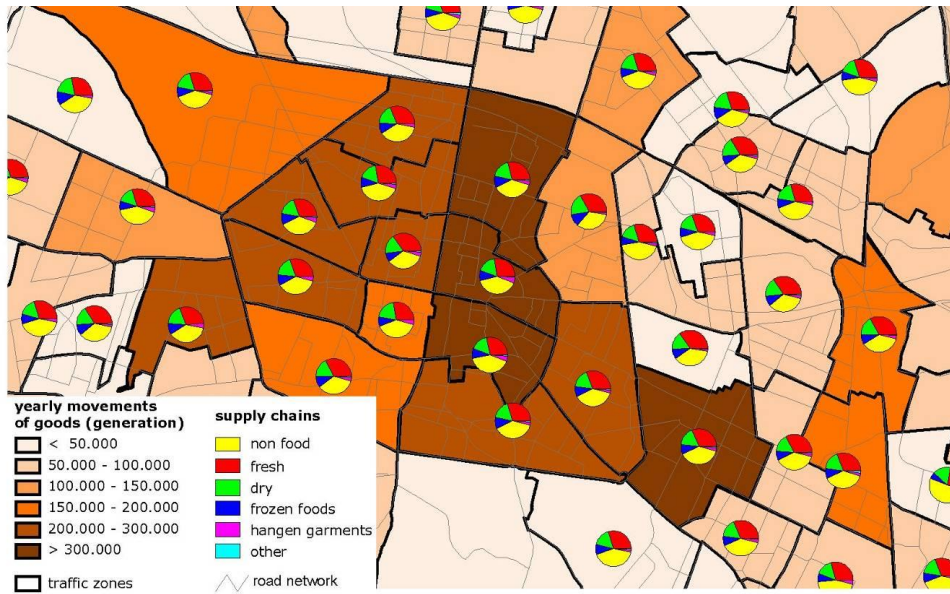 yearly movements
of goods (generation)
< 50.000
50.000 - 100.000
100.000 - 150.000
150.000 - 200.000
200.000 - 300.000
> 300.000
traffic zones
supply chains
non food
fresh
dry
frozen foods
hangen garments
other
road network